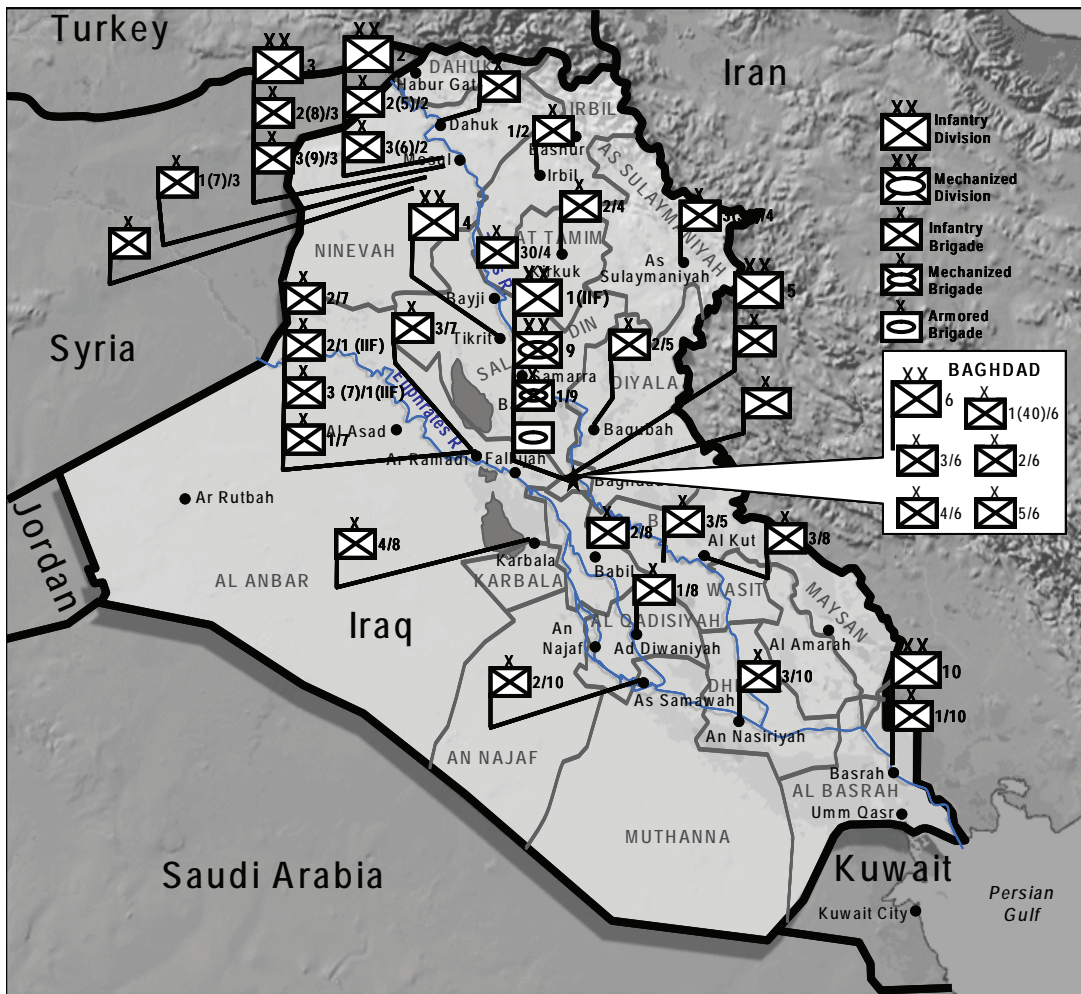 Turkey
Iran
Syria
Jordan
Iraq
Saudi Arabia
Kuwait
Persian
Gulf
Kuwait City
XX
3
X
2(8)/3
X
3(9)/3
X
1(7)/3
X
XX
2
X
2(5)/2
X
3(6)/2
X
DAHUK
Habur Gat
Dahuk
IRBIL
X
1/2
Bashur
Irbil
Mosul
AS SULAYMANIYAH
XX
4
NINEVAH
X
30/4
X
2/4
AT TAMIM
Kirkuk
X
As
Sulaymaniyah
XX
5
X
X
X
2/7
X
2/1 (IIF)
X
3 (7)/1(IIF)
X
1/7
X
3/7
Bayji
Tikrit
XX
1(IIF)
XX
9
Samarra
X
1/9
X
2/5
DIYALA
Baqubah
Euphrates R
Al Asad
Ar Ramadi
Fallujah
Baghdad
Ar Rutbah
AL ANBAR
X
4/8
Karbala
KARBALA
X
2/8
Babil
X
3/5
Al Kut
X
3/8
WASIT
X
1/8
AL QADISIYAH
Ad Diwaniyah
An
Najaf
MAYSAN
Al Amarah
X
2/10
As Samawah
X
3/10
An Nasiriyah
XX
10
X
1/10
Basrah
AL BASRAH
Umm Qasr
AN NAJAF
MUTHANNA
XX
Infantry
Division
XX
Mechanized
Division
X
Infantry
Brigade
X
Mechanized
Brigade
X
Armored
Brigade
BAGHDAD
XX
6
X
1(40)/6
X
3/6
X
2/6
X
4/6
X
5/6